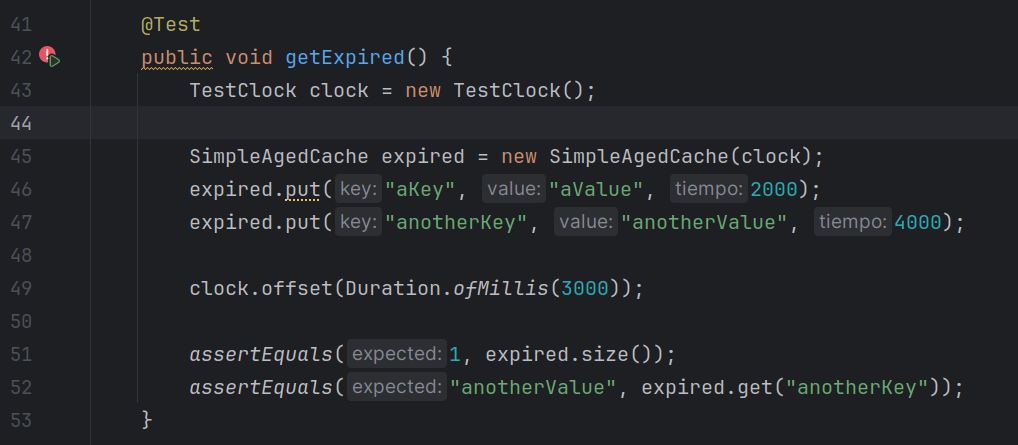 41 @Test
42 public void getExpired() {
43 TestClock clock = new TestClock();
44
45 SimpleAgedCache expired = new SimpleAgedCache(clock);
46 expired.put( key: "aKey", value: "aValue", tiempo: 2000);
47 expired.put( key: "anotherKey", value: "anotherValue", tiempo: 4000);
48
49 clock.offset(Duration.ofMillis(3000));
50
51 assertEquals( expected: 1, expired.size());
52 assertEquals( expected: "anotherValue", expired.get("anotherKey"));
53 }